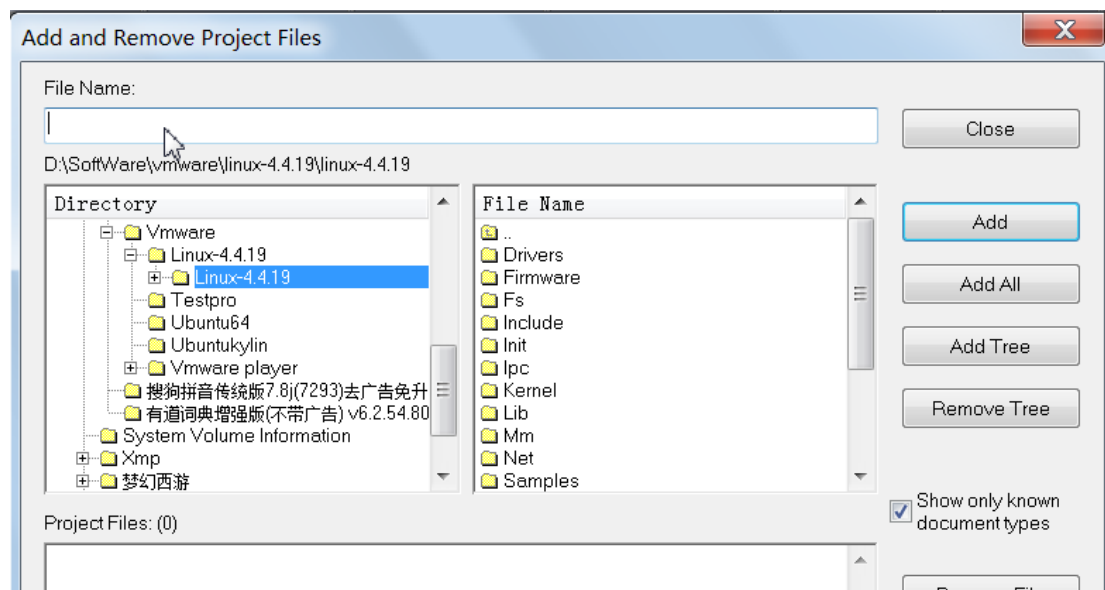 Add and Remove Project Files
File Name:
Close
D:\SoftWare\vmware\linux-4.4.19\linux-4.4.19
Directory
Vmware
Linux-4.4.19
Linux-4.4.19
Testpro
Ubuntu64
Ubuntukylin
Vmware player
搜狗拼音传统版7.8j(7293)去广告免升
有道词典增强版(不带广告) v6.2.54.80
System Volume Information
Xmp
梦幻西游
File Name
..
Drivers
Firmware
Fs
Include
Init
Ipc
Kernel
Lib
Mm
Net
Samples
Add
Add All
Add Tree
Remove Tree
Show only known
document types
Project Files: (0)